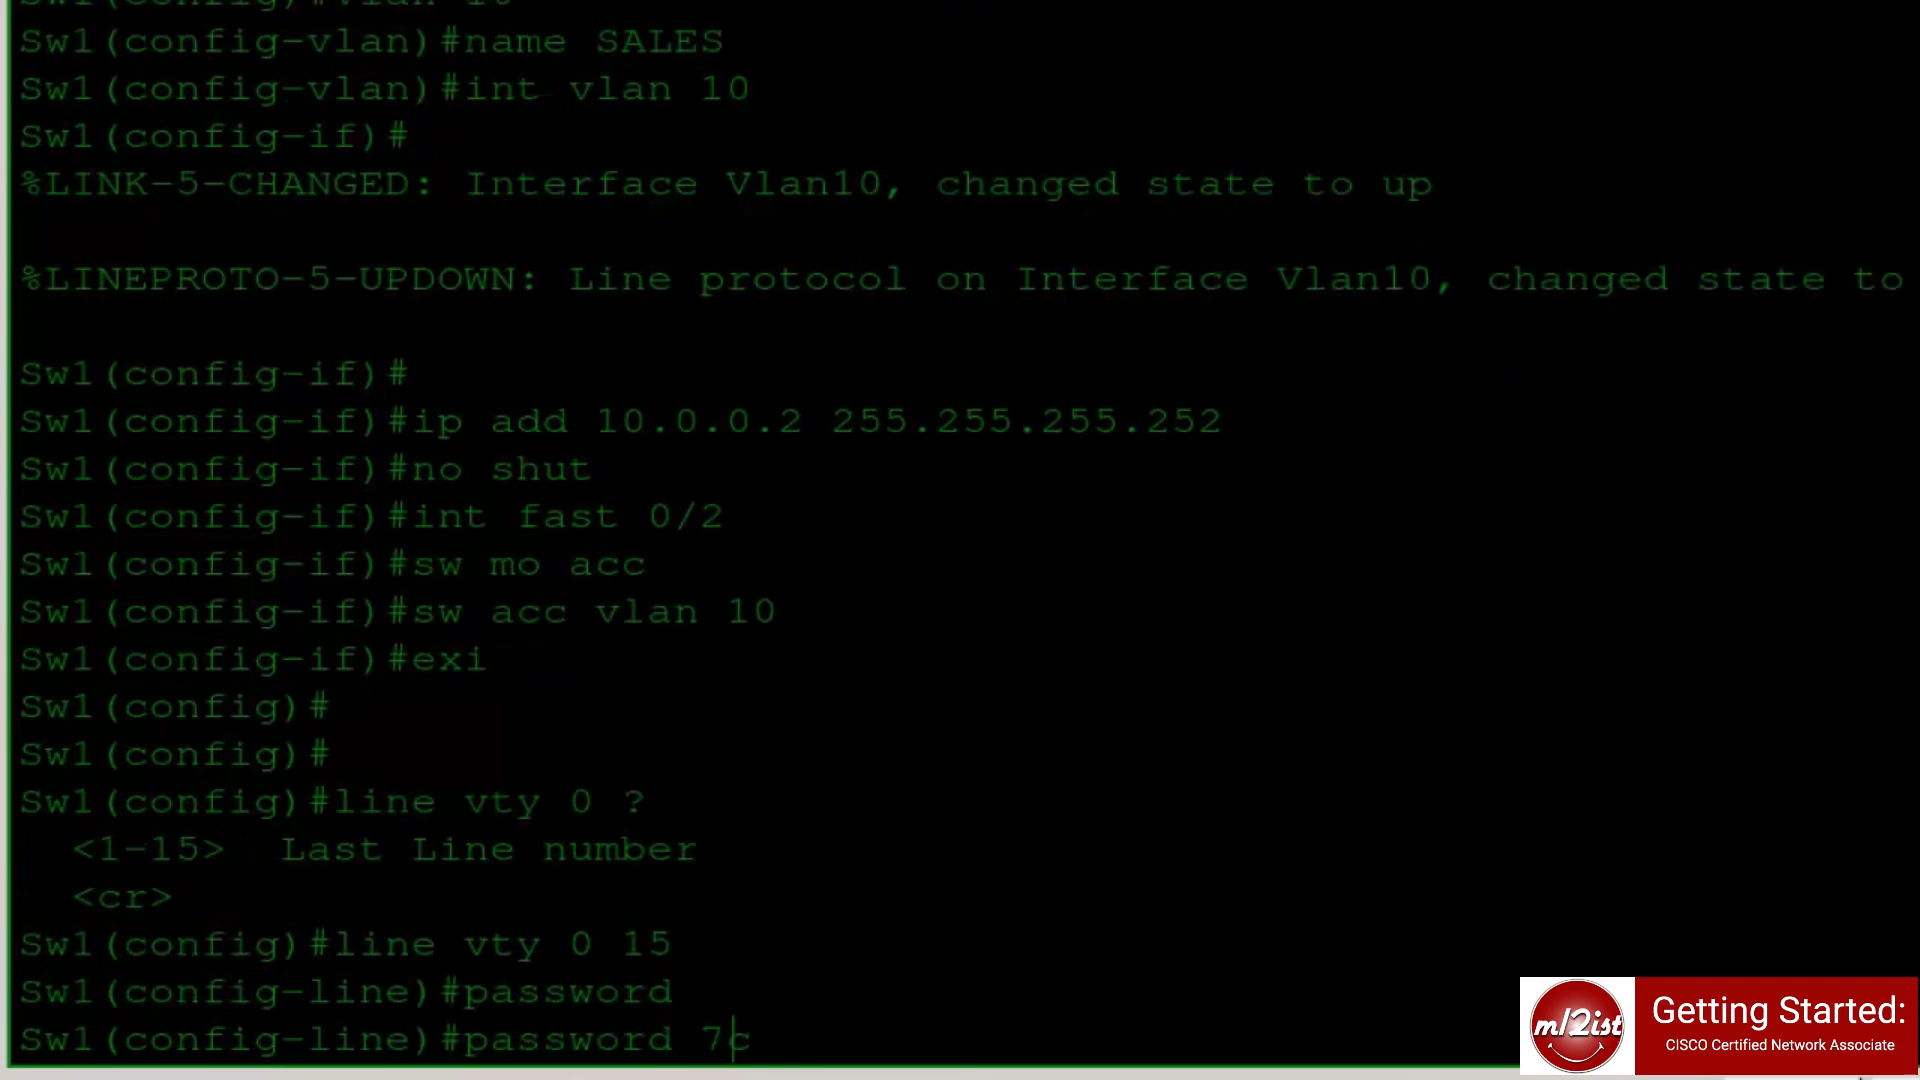 Sw1(config)#vlan 10
Sw1(config-vlan)#name SALES
Sw1(config-vlan)#int vlan 10
Sw1(config-if)#
%LINK-5-CHANGED: Interface Vlan10, changed state to up
%LINEPROTO-5-UPDOWN: Line protocol on Interface Vlan10, changed state to
Sw1(config-if)#
Sw1(config-if)#ip add 10.0.0.2 255.255.255.252
Sw1(config-if)#no shut
Sw1(config-if)#int fast 0/2
Sw1(config-if)#sw mo acc
Sw1(config-if)#sw acc vlan 10
Sw1(config-if)#exi
Sw1(config)#
Sw1(config)#
Sw1(config)#line vty 0 ?
<1-15> Last Line number
<cr>
Sw1(config)#line vty 0 15
Sw1(config-line)#password
Sw1(config-line)#password 7c
ml2ist
Getting Started:
CISCO Certified Network Associate